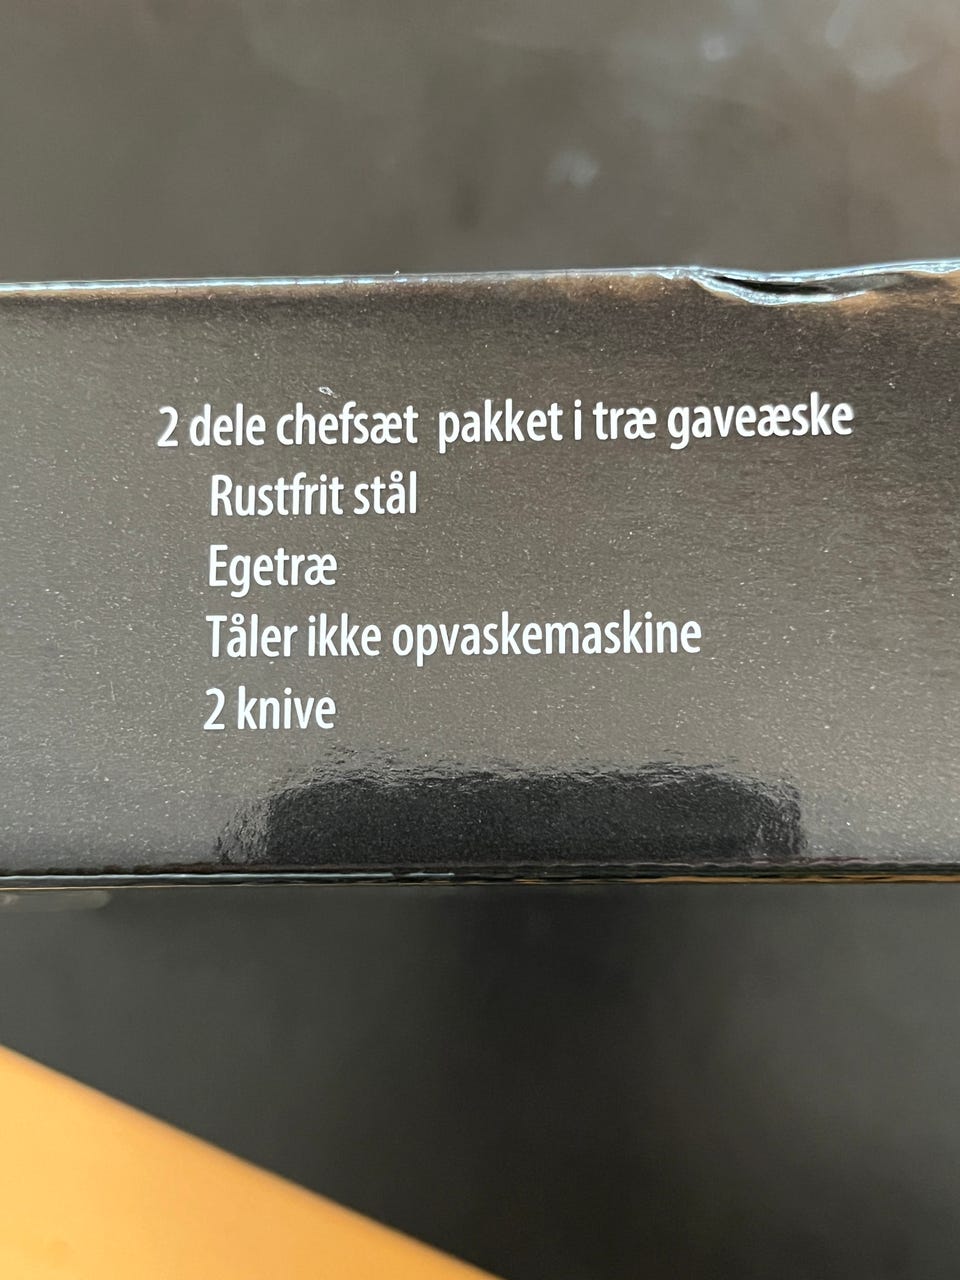 2 dele chefsæt pakket i træ gaveæske
Rustfrit stål
Egetræ
Tåler ikke opvaskemaskine
2 knive